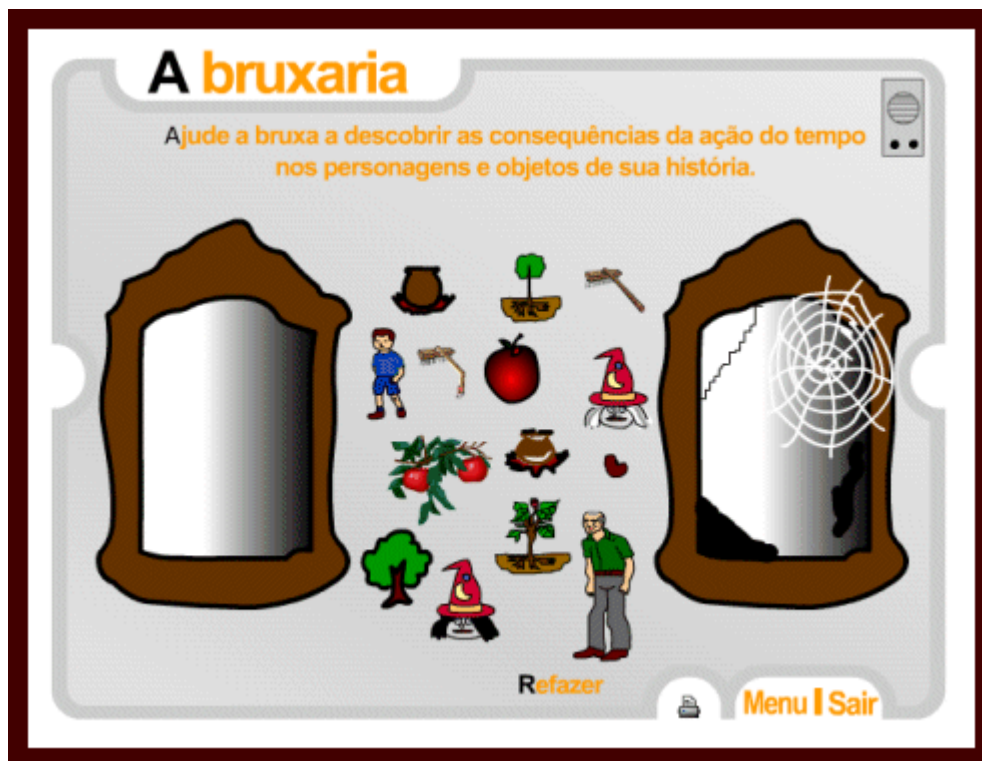 A bruxaria
Ajude a bruxa a descobrir as consequências da ação do tempo
nos personagens e objetos de sua história.
Refazer
Menu | Sair